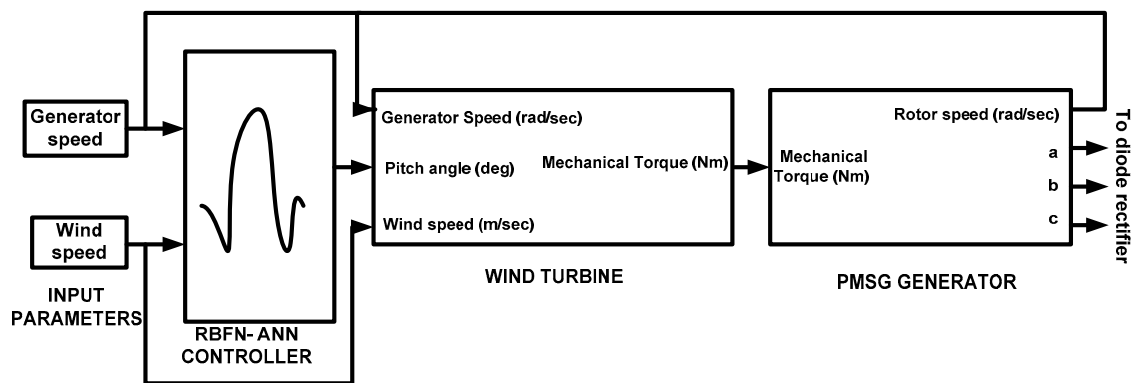 Generator
speed
Wind
speed
INPUT
PARAMETERS
RBFN- ANN
CONTROLLER
Generator Speed (rad/sec)
Pitch angle (deg)
Mechanical Torque (Nm)
Wind speed (m/sec)
WIND TURBINE
Rotor speed (rad/sec)
Mechanical
Torque (Nm)
a
b
c
PMSG GENERATOR
To diode rectifier